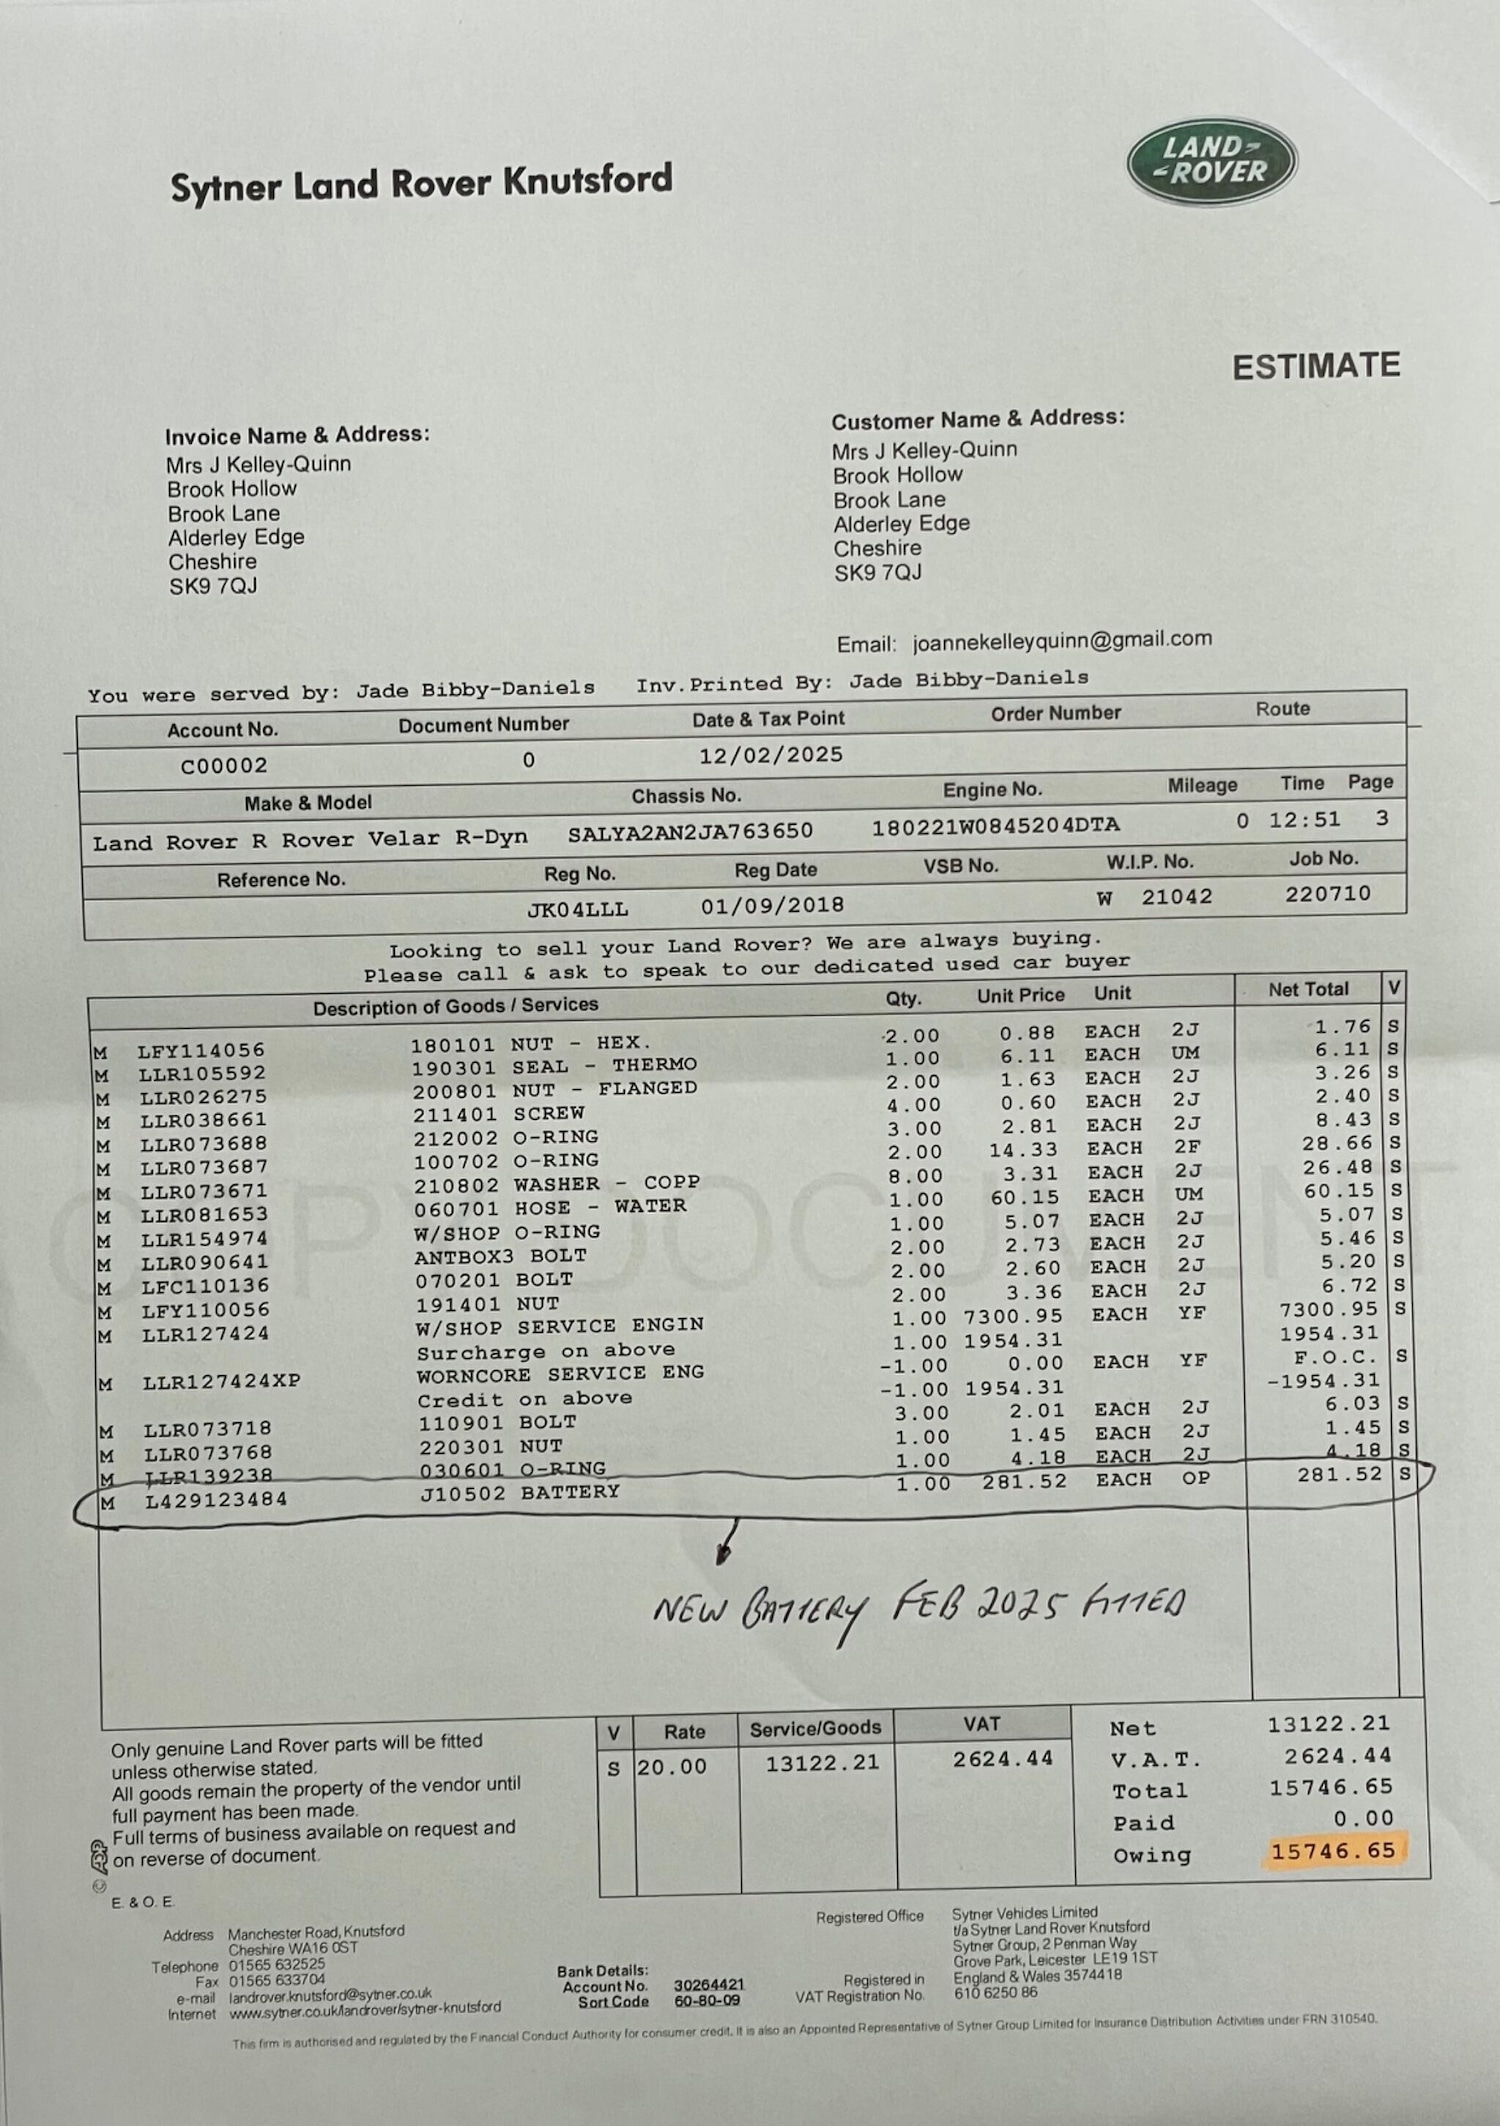 Sytner Land Rover Knutsford
LAND-
-ROVER
ESTIMATE
Invoice Name & Address:
Mrs J Kelley-Quinn
Brook Hollow
Brook Lane
Alderley Edge
Cheshire
SK9 7QJ
Customer Name & Address:
Mrs J Kelley-Quinn
Brook Hollow
Brook Lane
Alderley Edge
Cheshire
SK9 7QJ
Email: joannekelleyquinn@gmail.com
You were served by: Jade Bibby-Daniels Inv.Printed By: Jade Bibby-Daniels
Account No. Document Number Date & Tax Point Order Number Route
C00002 0 12/02/2025
Make & Model Chassis No. Engine No. Mileage Time Page
Land Rover R Rover Velar R-Dyn SALYA2AN2JA763650 180221W0845204DTA 0 12:51 3
Reference No. Reg No. Reg Date VSB No. W.I.P. No. Job No.
JK04LLL 01/09/2018 W 21042 220710
Looking to sell your Land Rover? We are always buying.
Please call & ask to speak to our dedicated used car buyer
Description of Goods / Services Qty. Unit Price Unit Net Total V
M LFY114056 180101 NUT - HEX. 2.00 0.88 EACH 2J 1.76 S
M LLR105592 190301 SEAL - THERMO 1.00 6.11 EACH UM 6.11 S
M LLR026275 200801 NUT - FLANGED 2.00 1.63 EACH 2J 3.26 S
M LLR038661 211401 SCREW 4.00 0.60 EACH 2J 2.40 S
M LLR073688 212002 O-RING 3.00 2.81 EACH 2J 8.43 S
M LLR073687 100702 O-RING 2.00 14.33 EACH 2F 28.66 S
M LLR073671 210802 WASHER - COPP 8.00 3.31 EACH 2J 26.48 S
M LLR081653 060701 HOSE - WATER 1.00 60.15 EACH UM 60.15 S
M LLR154974 W/SHOP O-RING 1.00 5.07 EACH 2J 5.07 S
M LLR090641 ANTBOX3 BOLT 2.00 2.73 EACH 2J 5.46 S
M LFC110136 070201 BOLT 2.00 2.60 EACH 2J 5.20 S
M LFY110056 191401 NUT 2.00 3.36 EACH 2J 6.72 S
M LLR127424 W/SHOP SERVICE ENGIN 1.00 7300.95 EACH YF 7300.95 S
Surcharge on above 1.00 1954.31 1954.31
M LLR127424XP WORNCORE SERVICE ENG -1.00 0.00 EACH YF F.O.C. S
Credit on above -1.00 1954.31 -1954.31
M LLR073718 110901 BOLT 3.00 2.01 EACH 2J 6.03 S
M LLR073768 220301 NUT 1.00 1.45 EACH 2J 1.45 S
M LLR139238 030601 O-RING 1.00 4.18 EACH 2J 4.18 S
M L429123484 J10502 BATTERY 1.00 281.52 EACH OP 281.52 S
NEW BATTERY FEB 2025 FITTED
COPY DOCUMENT
Only genuine Land Rover parts will be fitted
unless otherwise stated.
All goods remain the property of the vendor until
full payment has been made.
Full terms of business available on request and
on reverse of document.
E. & O. E.
V Rate Service/Goods VAT
S 20.00 13122.21 2624.44
Net 13122.21
V.A.T. 2624.44
Total 15746.65
Paid 0.00
Owing 15746.65
Address Manchester Road, Knutsford
Cheshire WA16 0ST
Telephone 01565 632525
Fax 01565 633704
e-mail landrover.knutsford@sytner.co.uk
Internet www.sytner.co.uk/landrover/sytner-knutsford
Bank Details:
Account No. 30264421
Sort Code 60-80-09
Registered Office Sytner Vehicles Limited
t/a Sytner Land Rover Knutsford
Sytner Group, 2 Penman Way
Grove Park, Leicester LE19 1ST
Registered in England & Wales 3574418
VAT Registration No. 610 6250 86
This firm is authorised and regulated by the Financial Conduct Authority for consumer credit. It is also an Appointed Representative of Sytner Group Limited for Insurance Distribution Activities under FRN 310540.